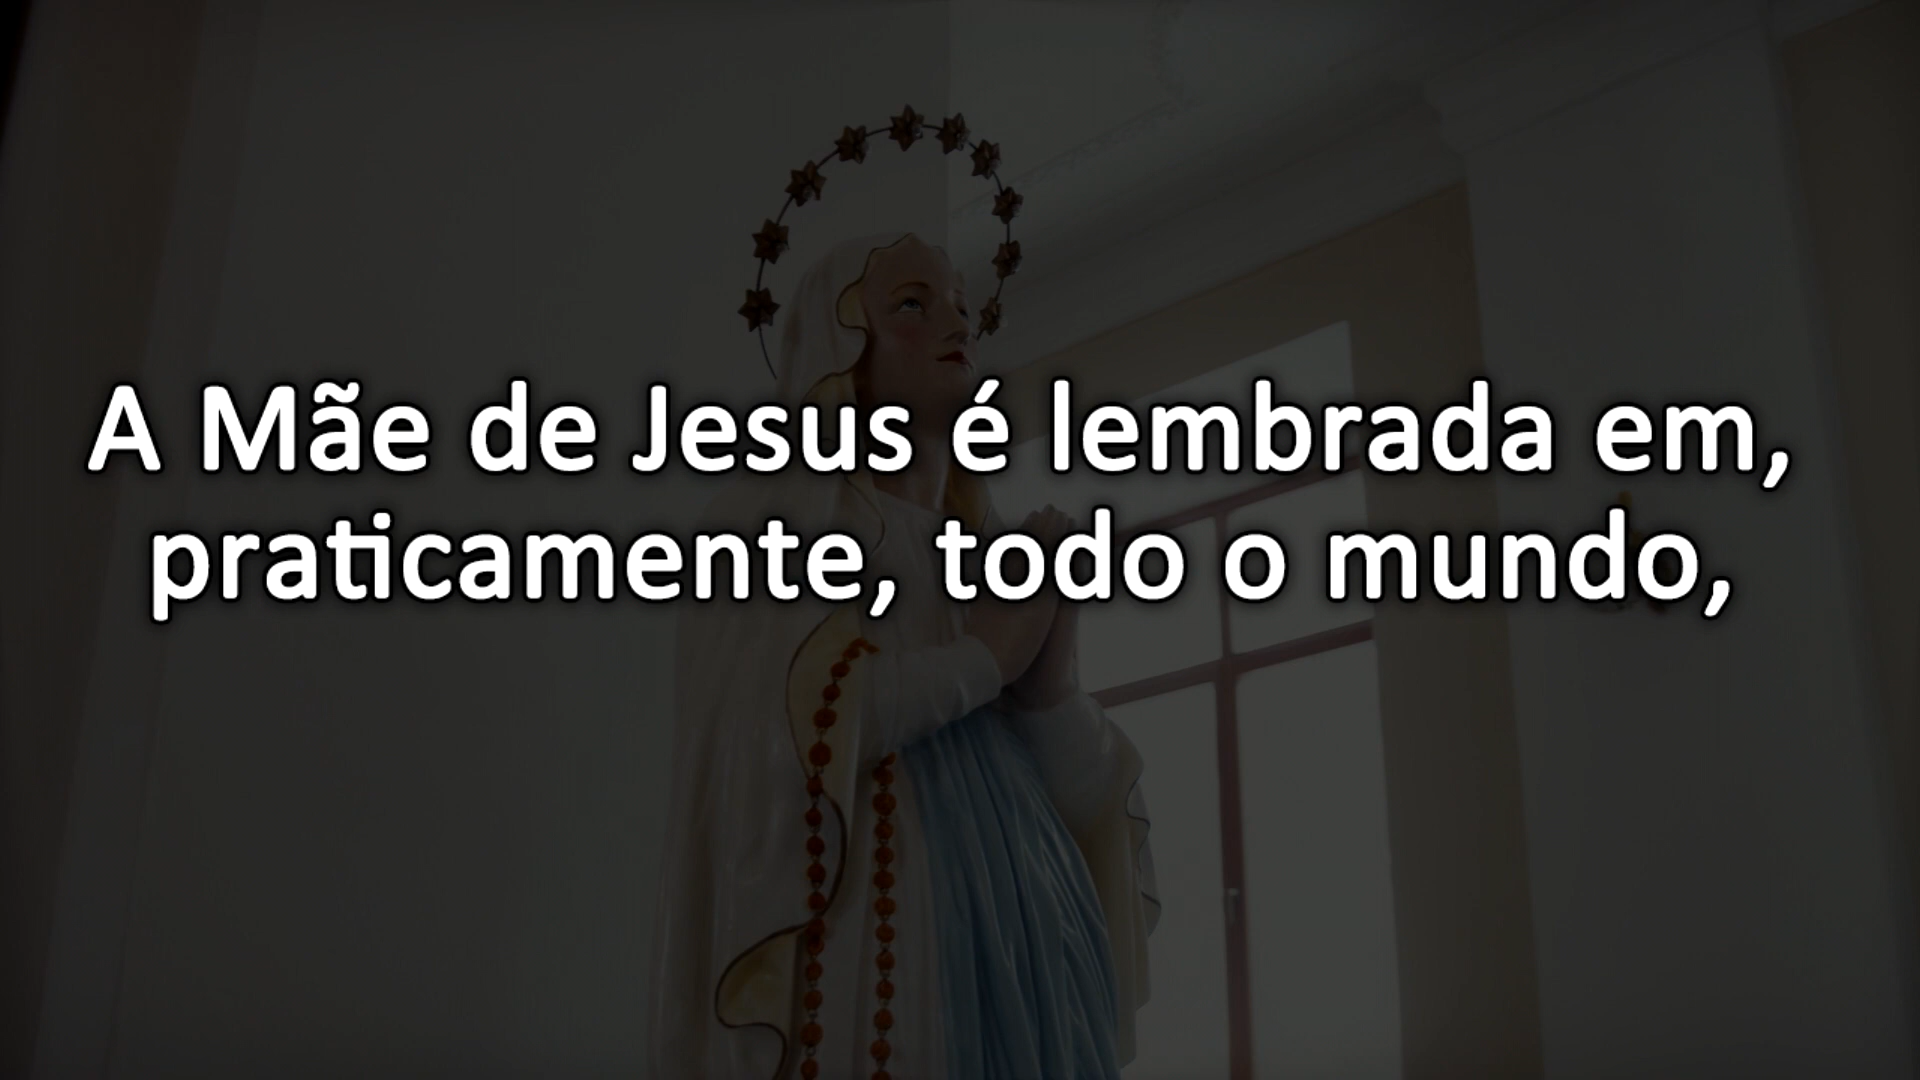 A Mãe de Jesus é lembrada em,
praticamente, todo o mundo,